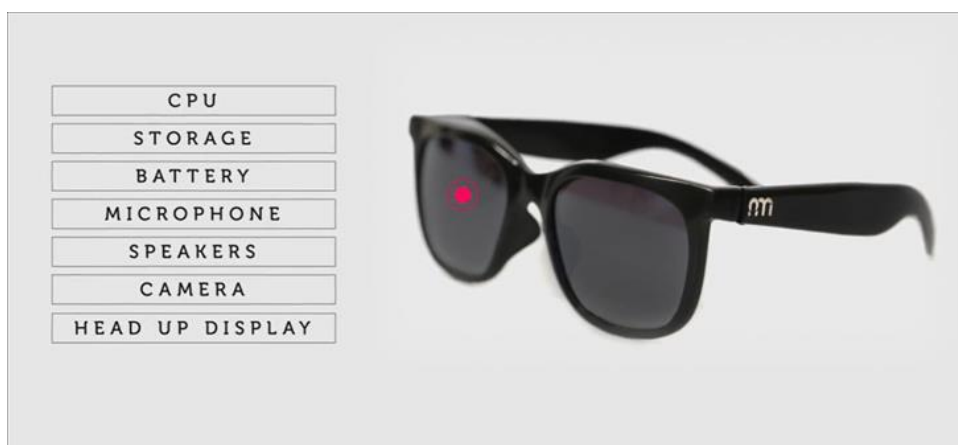 CPU
STORAGE
BATTERY
MICROPHONE
SPEAKERS
CAMERA
HEAD UP DISPLAY